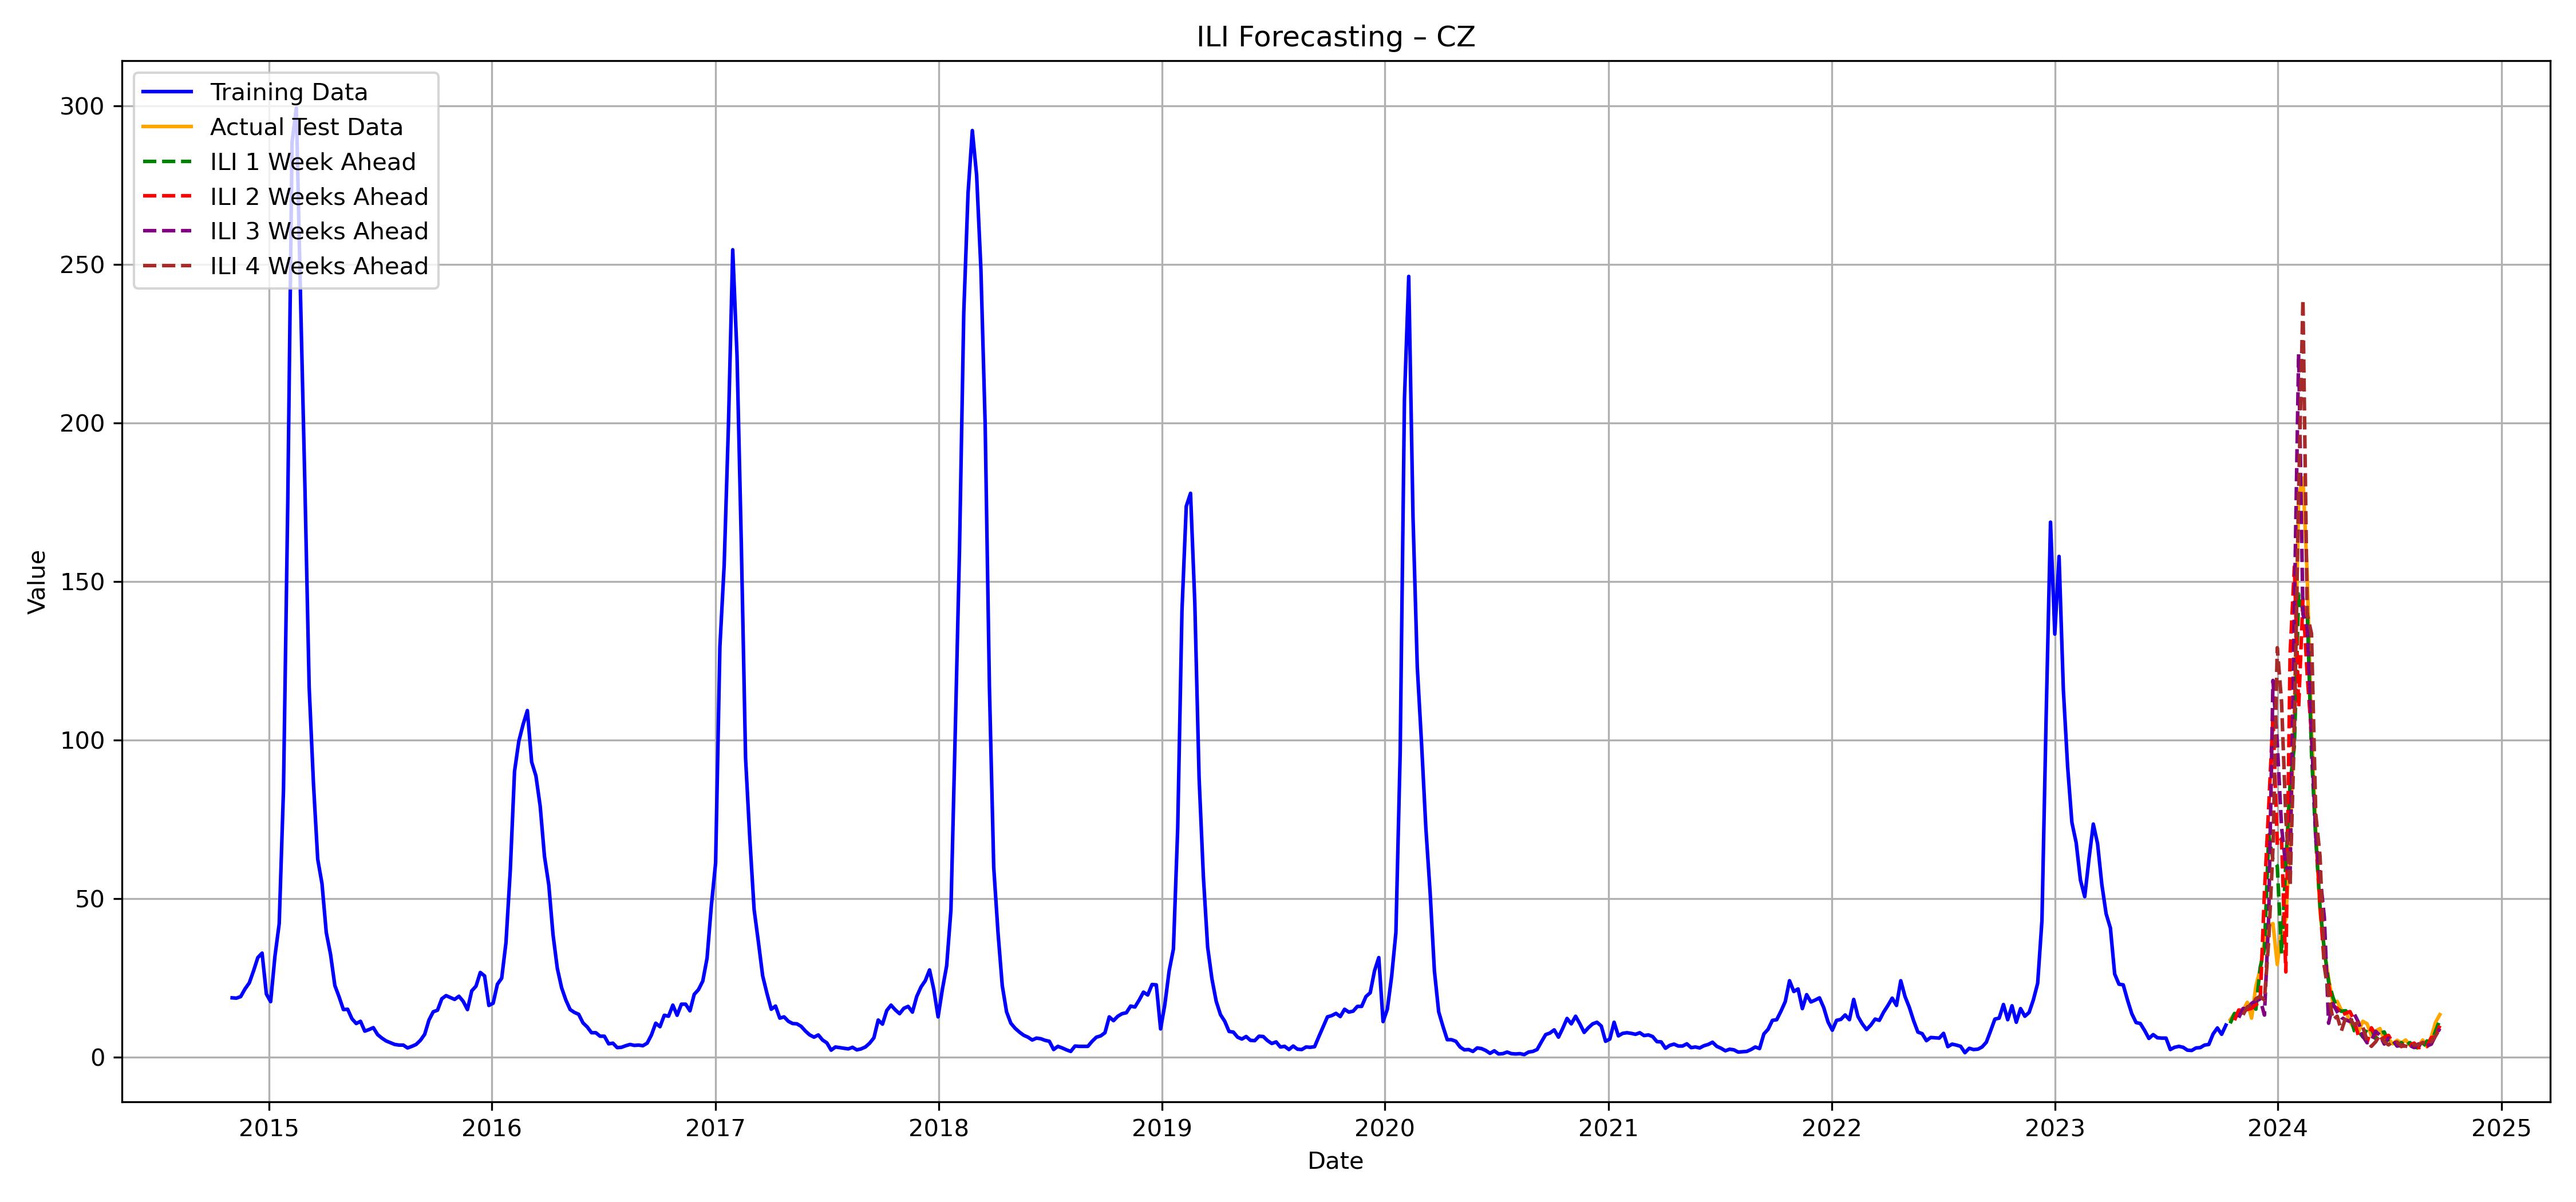 ILI Forecasting – CZ
Training Data
Actual Test Data
ILI 1 Week Ahead
ILI 2 Weeks Ahead
ILI 3 Weeks Ahead
ILI 4 Weeks Ahead
300
250
200
150
100
50
0
Value
2015 2016 2017 2018 2019 2020 2021 2022 2023 2024 2025
Date